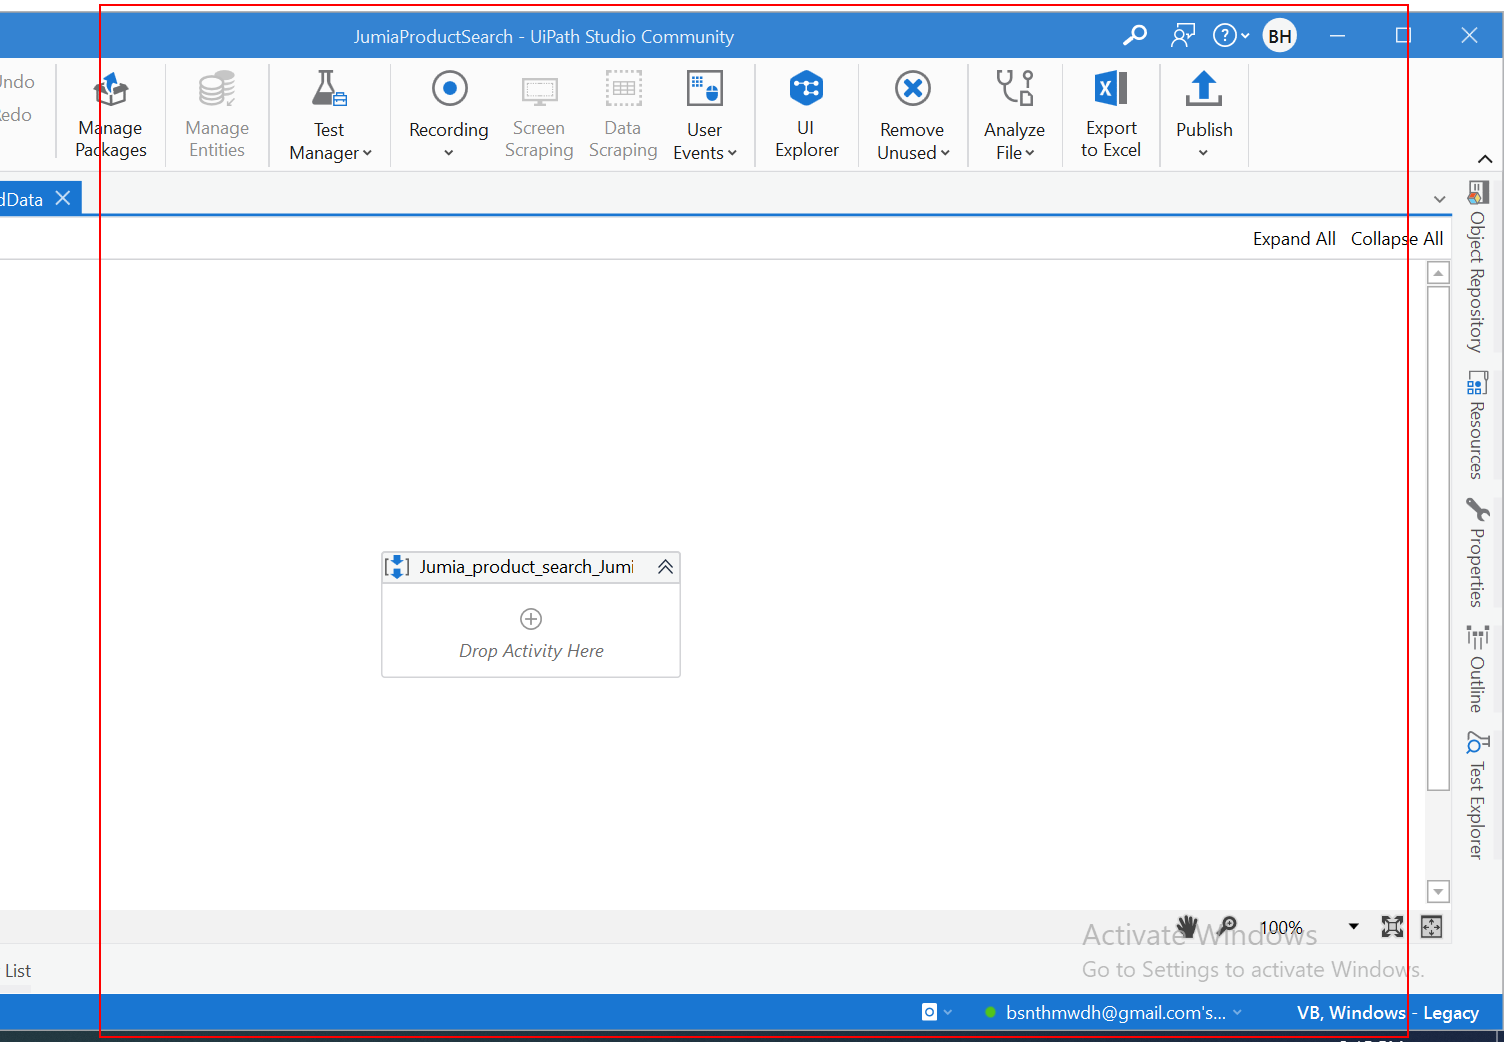 JumiaProductSearch - UiPath Studio Community
BH
Undo
Redo
Manage
Packages
Manage
Entities
Test
Manager
Recording
Screen
Scraping
Data
Scraping
User
Events
UI
Explorer
Remove
Unused
Analyze
File
Export
to Excel
Publish
dData
Expand All
Collapse All
Object Repository
Resources
Properties
Outline
Test Explorer
Jumia_product_search_Jumi
Drop Activity Here
100%
Activate Windows
Go to Settings to activate Windows.
List
bsnthmwdh@gmail.com's...
VB, Windows - Legacy